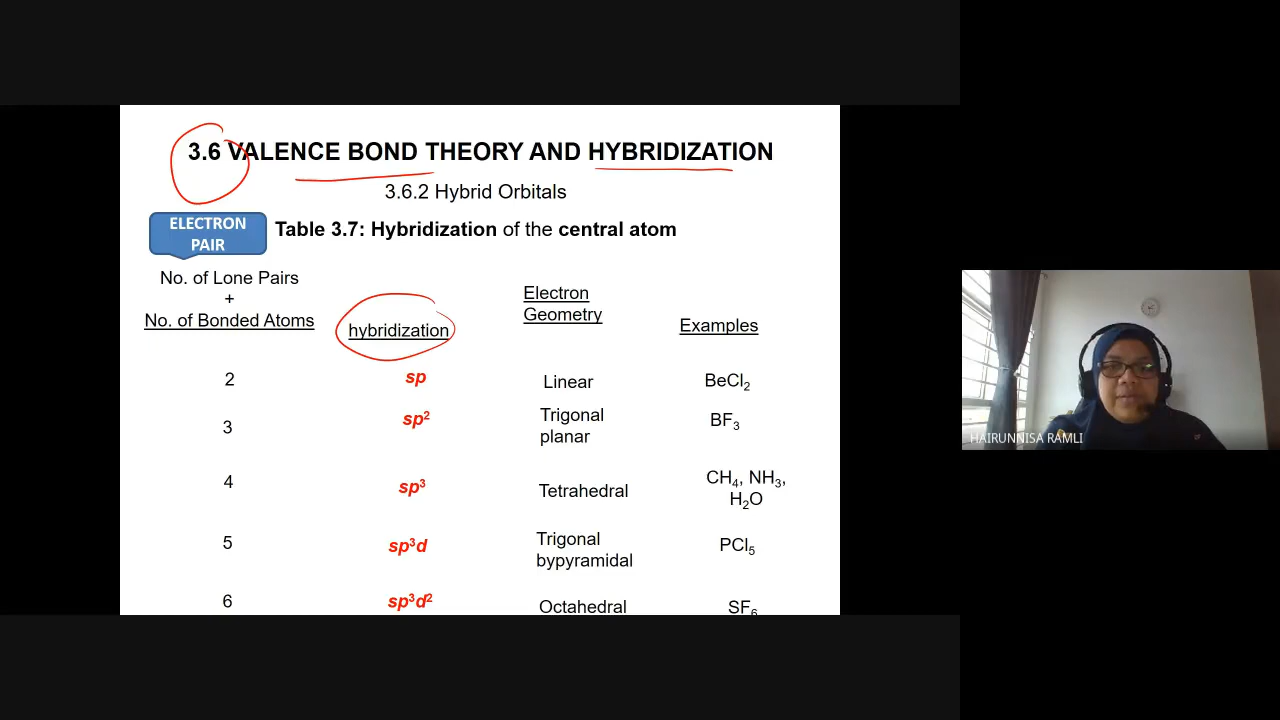 3.6 VALENCE BOND THEORY AND HYBRIDIZATION
3.6.2 Hybrid Orbitals
ELECTRON
PAIR
Table 3.7: Hybridization of the central atom
No. of Lone Pairs
+
No. of Bonded Atoms
hybridization
Electron
Geometry
Examples
2 sp Linear BeCl₂
3 sp² Trigonal
planar BF₃
4 sp³ Tetrahedral CH₄, NH₃,
H₂O
5 sp³d Trigonal
bypyramidal PCl₅
6 sp³d² Octahedral SF₆
HAIRUNNISA RAMLI